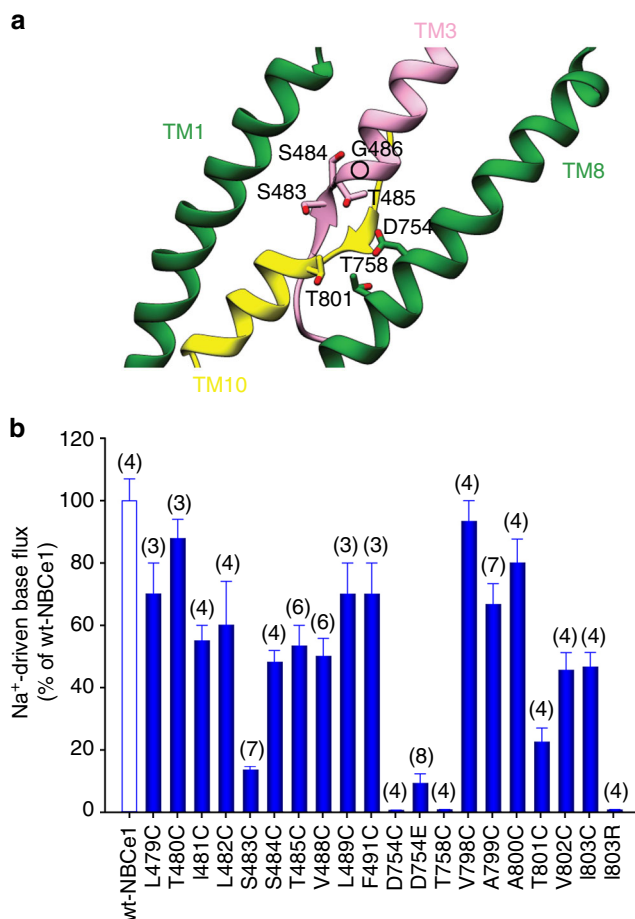 a
TM3
TM1
S484
G486
TM8
S483
T485
D754
T758
T801
TM10
b
Na⁺-driven base flux
(% of wt-NBCe1)
120
100
80
60
40
20
0
(4)
(3)
(3)
(4)
(4)
(7)
(4)
(6)
(6)
(3)
(3)
(4)
(8)
(4)
(4)
(7)
(4)
(4)
(4)
(4)
(4)
wt-NBCe1
L479C
T480C
I481C
L482C
S483C
S484C
T485C
V488C
L489C
F491C
D754C
D754E
T758C
V798C
A799C
A800C
T801C
V802C
I803C
I803R